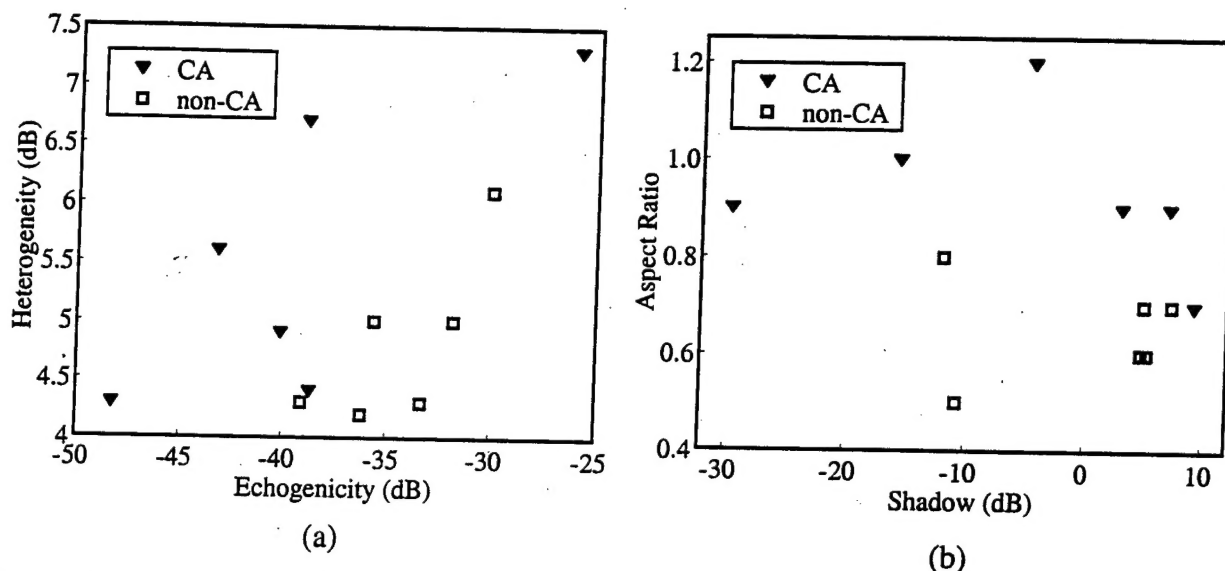 7.5
7
6.5
6
5.5
5
4.5
4
Heterogeneity (dB)
CA
non-CA
-50 -45 -40 -35 -30 -25
Echogenicity (dB)
(a)
1.2
1.0
0.8
0.6
0.4
Aspect Ratio
CA
non-CA
-30 -20 -10 0 10
Shadow (dB)
(b)